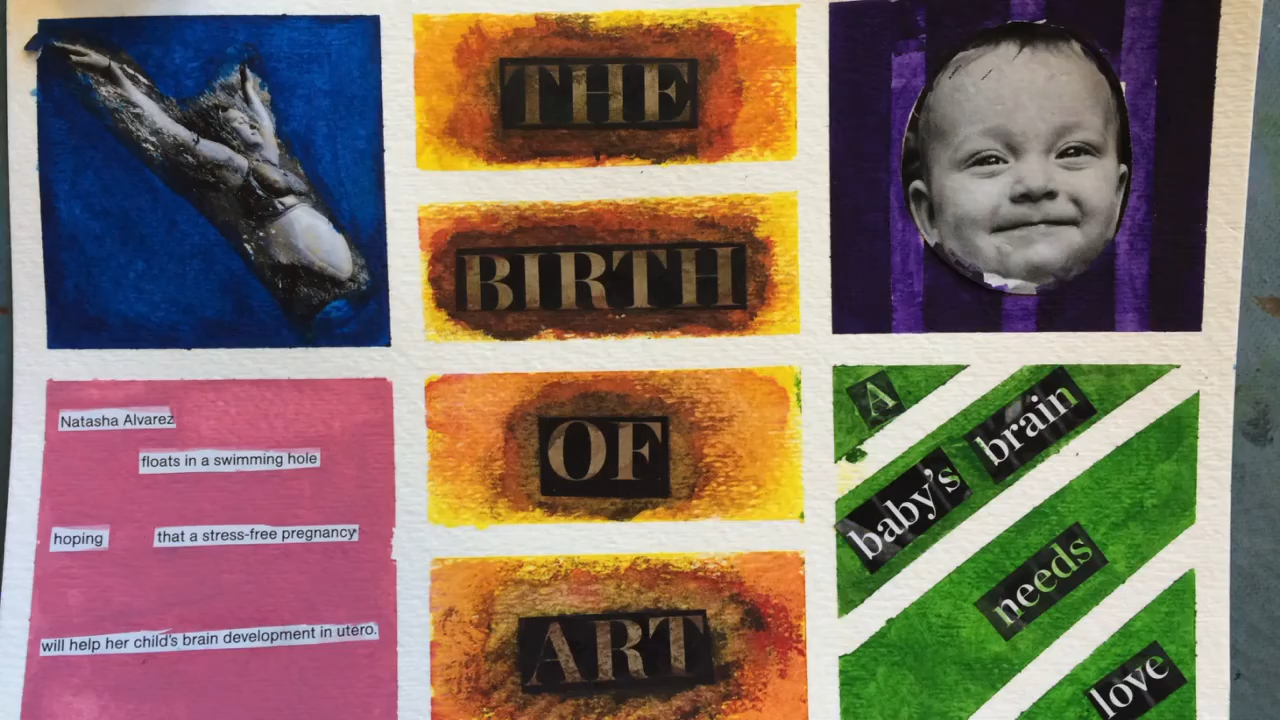 THE
BIRTH
OF
ART
Natasha Alvarez
floats in a swimming hole
hoping that a stress-free pregnancy
will help her child's brain development in utero.
A
baby's brain
needs
love